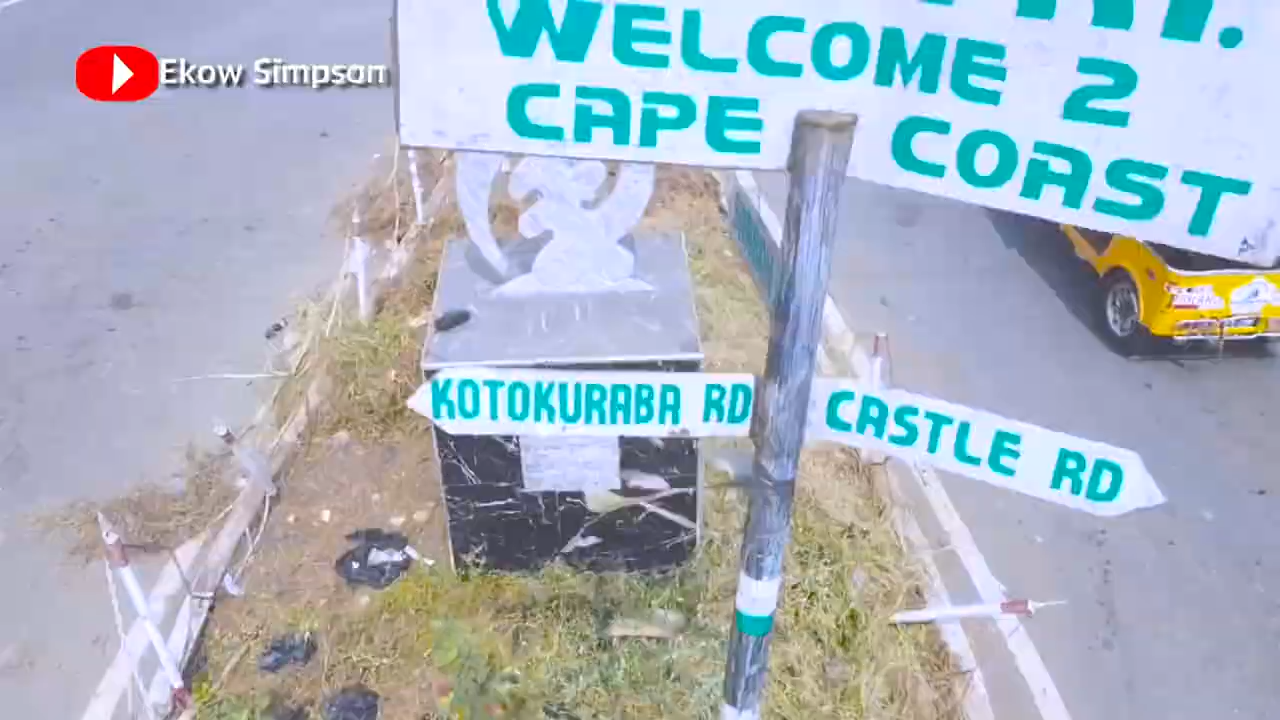 Ekow Simpson
WELCOME 2
CAPE COAST
KOTOKURABA RD
CASTLE RD